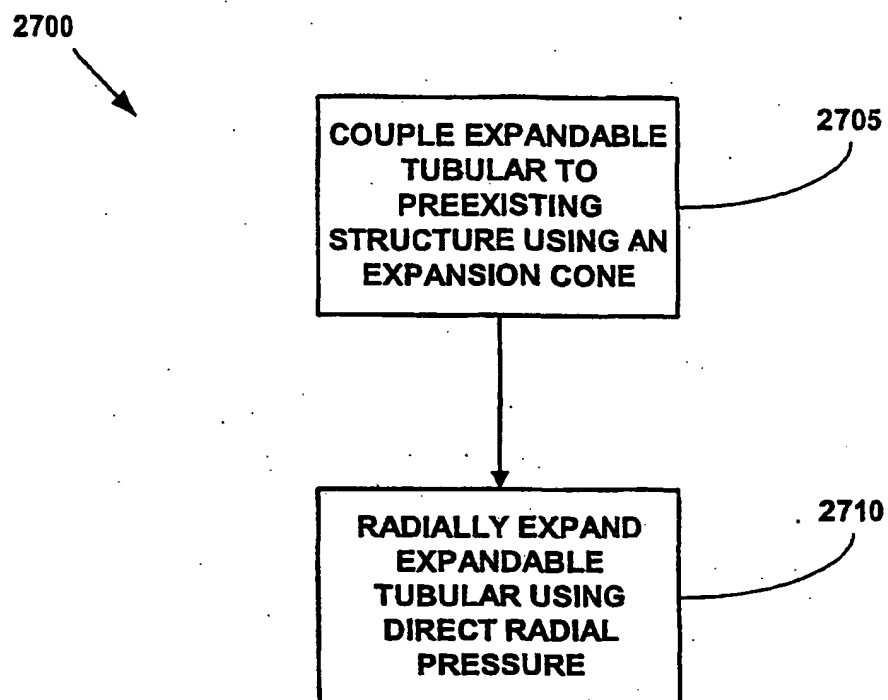 2700
COUPLE EXPANDABLE
TUBULAR TO
PREEXISTING
STRUCTURE USING AN
EXPANSION CONE
2705
RADIALLY EXPAND
EXPANDABLE
TUBULAR USING
DIRECT RADIAL
PRESSURE
2710